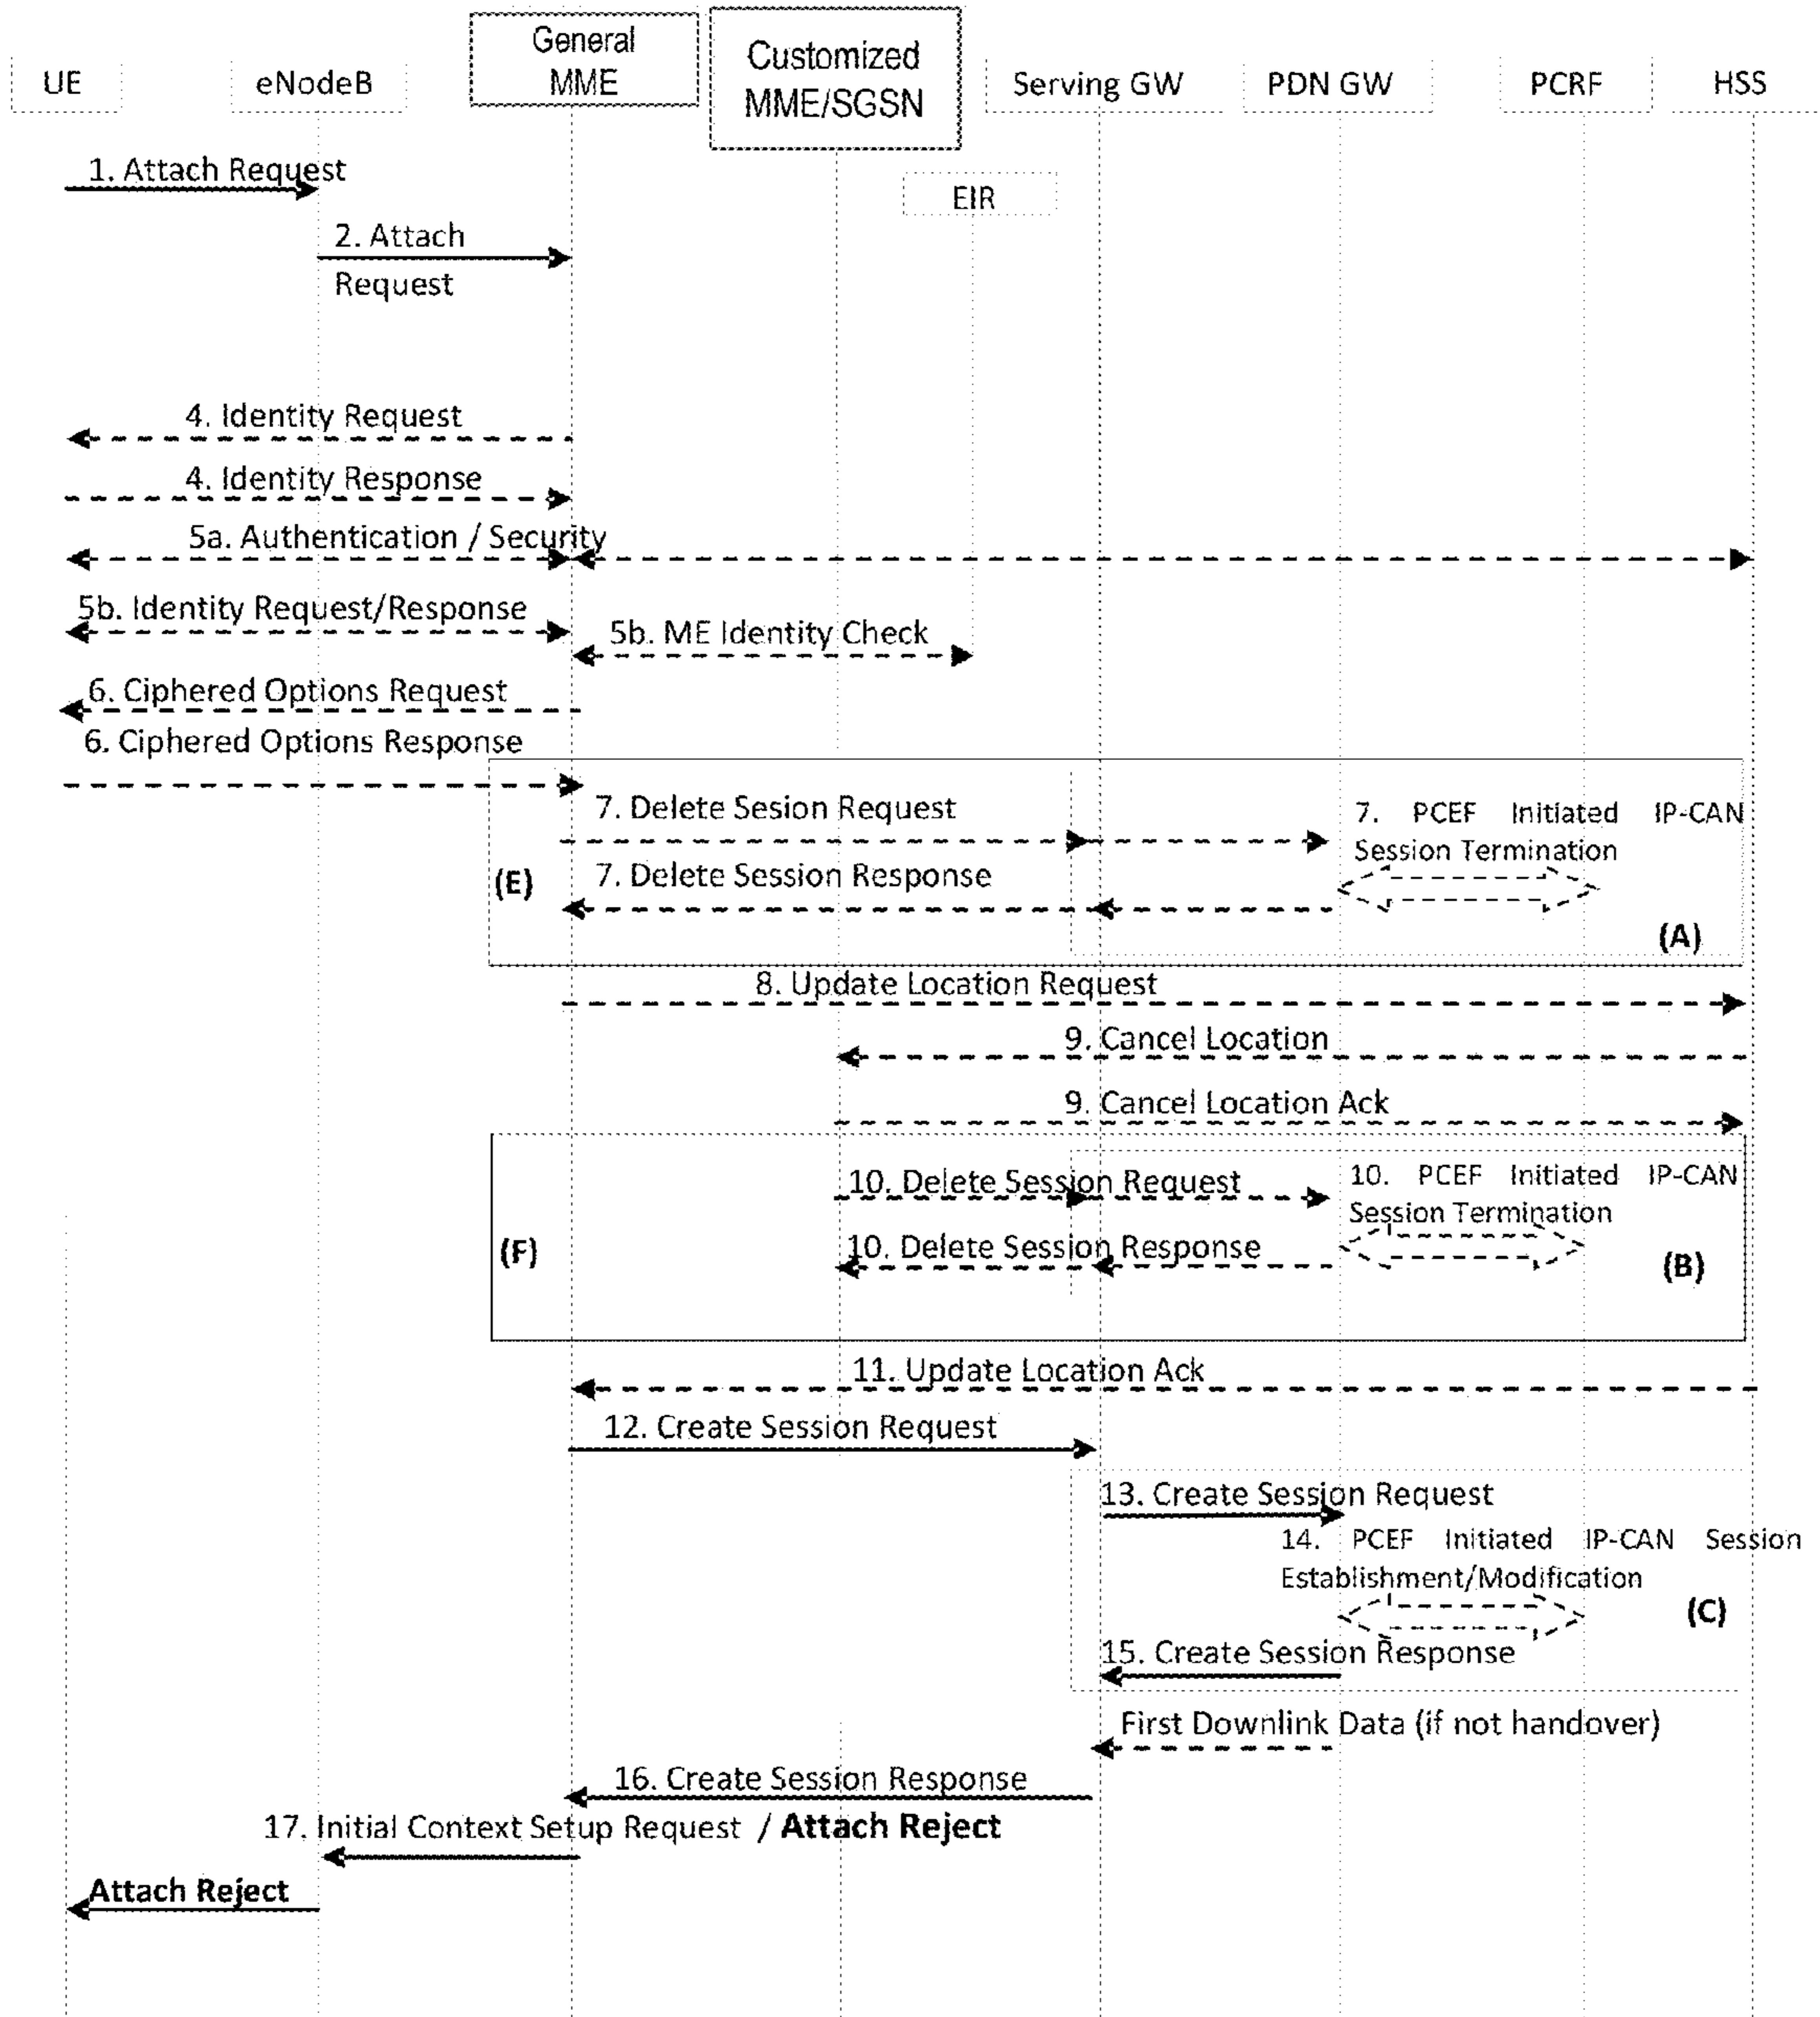 UE
eNodeB
General
MME
Customized
MME/SGSN
Serving GW
PDN GW
PCRF
HSS
EIR
1. Attach Request
2. Attach
Request
4. Identity Request
4. Identity Response
5a. Authentication / Security
5b. Identity Request/Response
5b. ME Identity Check
6. Ciphered Options Request
6. Ciphered Options Response
7. Delete Sesion Request
7. PCEF Initiated IP-CAN
Session Termination
(E)
7. Delete Session Response
(A)
8. Update Location Request
9. Cancel Location
9. Cancel Location Ack
10. Delete Session Request
10. PCEF Initiated IP-CAN
Session Termination
(F)
10. Delete Session Response
(B)
11. Update Location Ack
12. Create Session Request
13. Create Session Request
14. PCEF Initiated IP-CAN Session
Establishment/Modification
(C)
15. Create Session Response
First Downlink Data (if not handover)
16. Create Session Response
17. Initial Context Setup Request / Attach Reject
Attach Reject